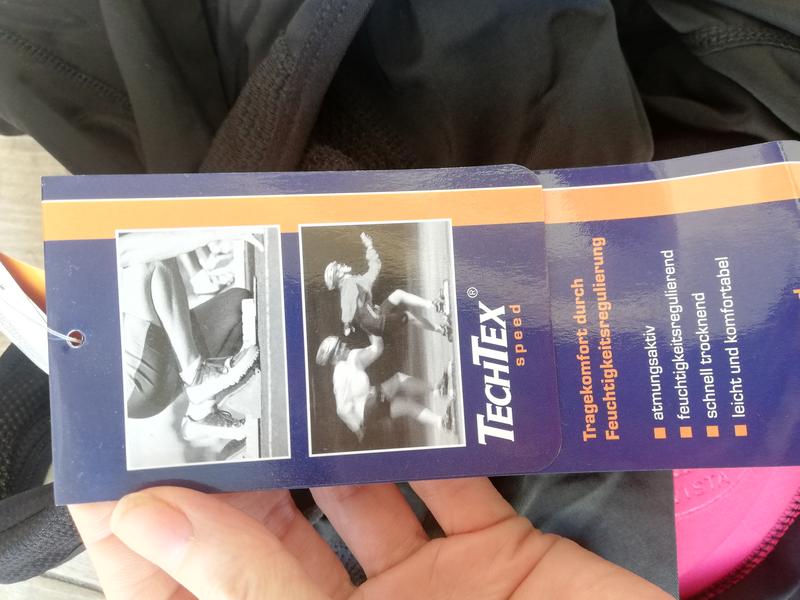 TECHTEX®
speed
Tragekomfort durch
Feuchtigkeitsregulierung
atmungsaktiv
feuchtigkeitsregulierend
schnell trocknend
leicht und komfortabel